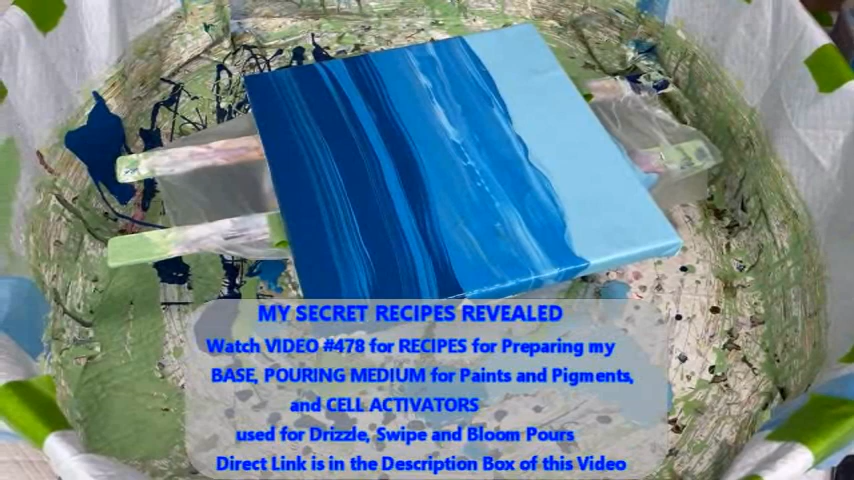 MY SECRET RECIPES REVEALED
Watch VIDEO #478 for RECIPES for Preparing my
BASE, POURING MEDIUM for Paints and Pigments,
and CELL ACTIVATORS
used for Drizzle, Swipe and Bloom Pours
Direct Link is in the Description Box of this Video